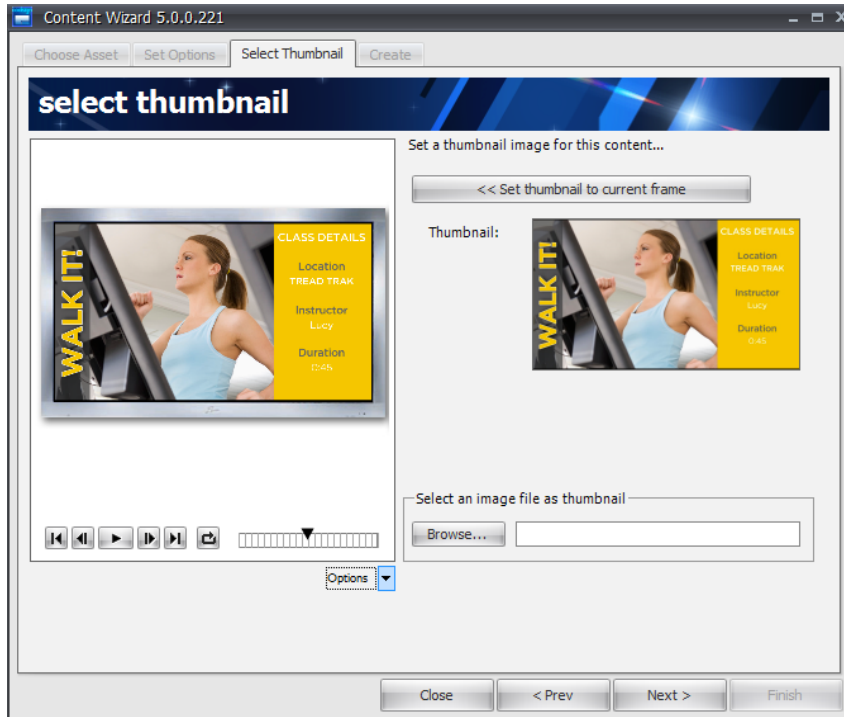 Content Wizard 5.0.0.221
Choose Asset
Set Options
Select Thumbnail
Create
select thumbnail
Set a thumbnail image for this content...
<< Set thumbnail to current frame
Thumbnail:
WALK IT!
CLASS DETAILS
Location
TREAD TRAK
Instructor
Lucy
Duration
0:45
WALK IT!
CLASS DETAILS
Location
TREAD TRAK
Instructor
Lucy
Duration
0:45
Select an image file as thumbnail
Browse...
Options
Close
< Prev
Next >
Finish